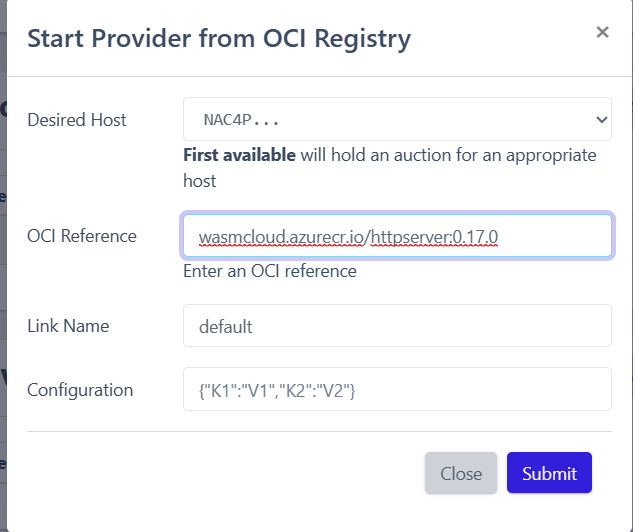 Start Provider from OCI Registry
×
Desired Host
NAC4P...
First available will hold an auction for an appropriate
host
OCI Reference
wasmcloud.azurecr.io/httpserver:0.17.0
Enter an OCI reference
Link Name
default
Configuration
{"K1":"V1","K2":"V2"}
Close
Submit